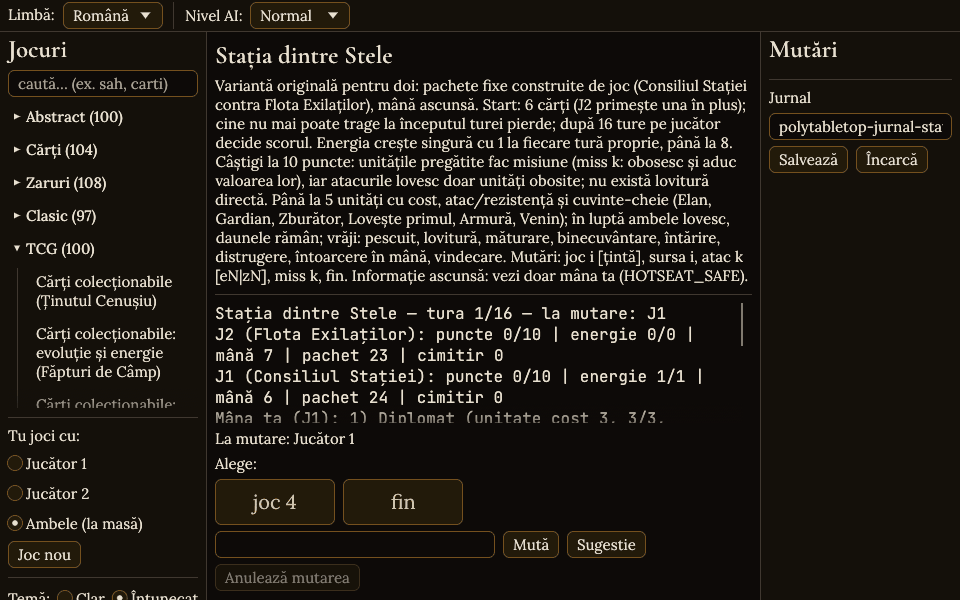 Limbă: Română Nivel AI: Normal
Jocuri
caută... (ex. sah, carti)
Abstract (100)
Cărți (104)
Zaruri (108)
Clasic (97)
TCG (100)
Cărți colecționabile
(Ținutul Cenușiu)
Cărți colecționabile:
evoluție și energie
(Făpturi de Câmp)
Cărți colecționabile:
Tu joci cu:
Jucător 1
Jucător 2
Ambele (la masă)
Joc nou
Temă: Clar Întunecat
Stația dintre Stele
Variantă originală pentru doi: pachete fixe construite de joc (Consiliul Stației
contra Flota Exilaților), mână ascunsă. Start: 6 cărți (J2 primește una în plus);
cine nu mai poate trage la începutul turei pierde; după 16 ture pe jucător
decide scorul. Energia crește singură cu 1 la fiecare tură proprie, până la 8.
Câștigi la 10 puncte: unitățile pregătite fac misiune (miss k: obosesc și aduc
valoarea lor), iar atacurile lovesc doar unități obosite; nu există lovitură
directă. Până la 5 unități cu cost, atac/rezistență și cuvinte-cheie (Elan,
Gardian, Zburător, Lovește primul, Armură, Venin); în luptă ambele lovesc,
daunele rămân; vrăji: pescuit, lovitură, măturare, binecuvântare, întărire,
distrugere, întoarcere în mână, vindecare. Mutări: joc i [țintă], sursa i, atac k
[eN|zN], miss k, fin. Informație ascunsă: vezi doar mâna ta (HOTSEAT_SAFE).
Stația dintre Stele — tura 1/16 — la mutare: J1
J2 (Flota Exilaților): puncte 0/10 | energie 0/0 |
mână 7 | pachet 23 | cimitir 0
J1 (Consiliul Stației): puncte 0/10 | energie 1/1 |
mână 6 | pachet 24 | cimitir 0
Mâna ta (J1): 1) Diplomat (unitate cost 3, 3/3,
La mutare: Jucător 1
Alege:
joc 4 fin
Mută Sugestie
Anulează mutarea
Mutări
Jurnal
polytabletop-jurnal-sta
Salvează Încarcă